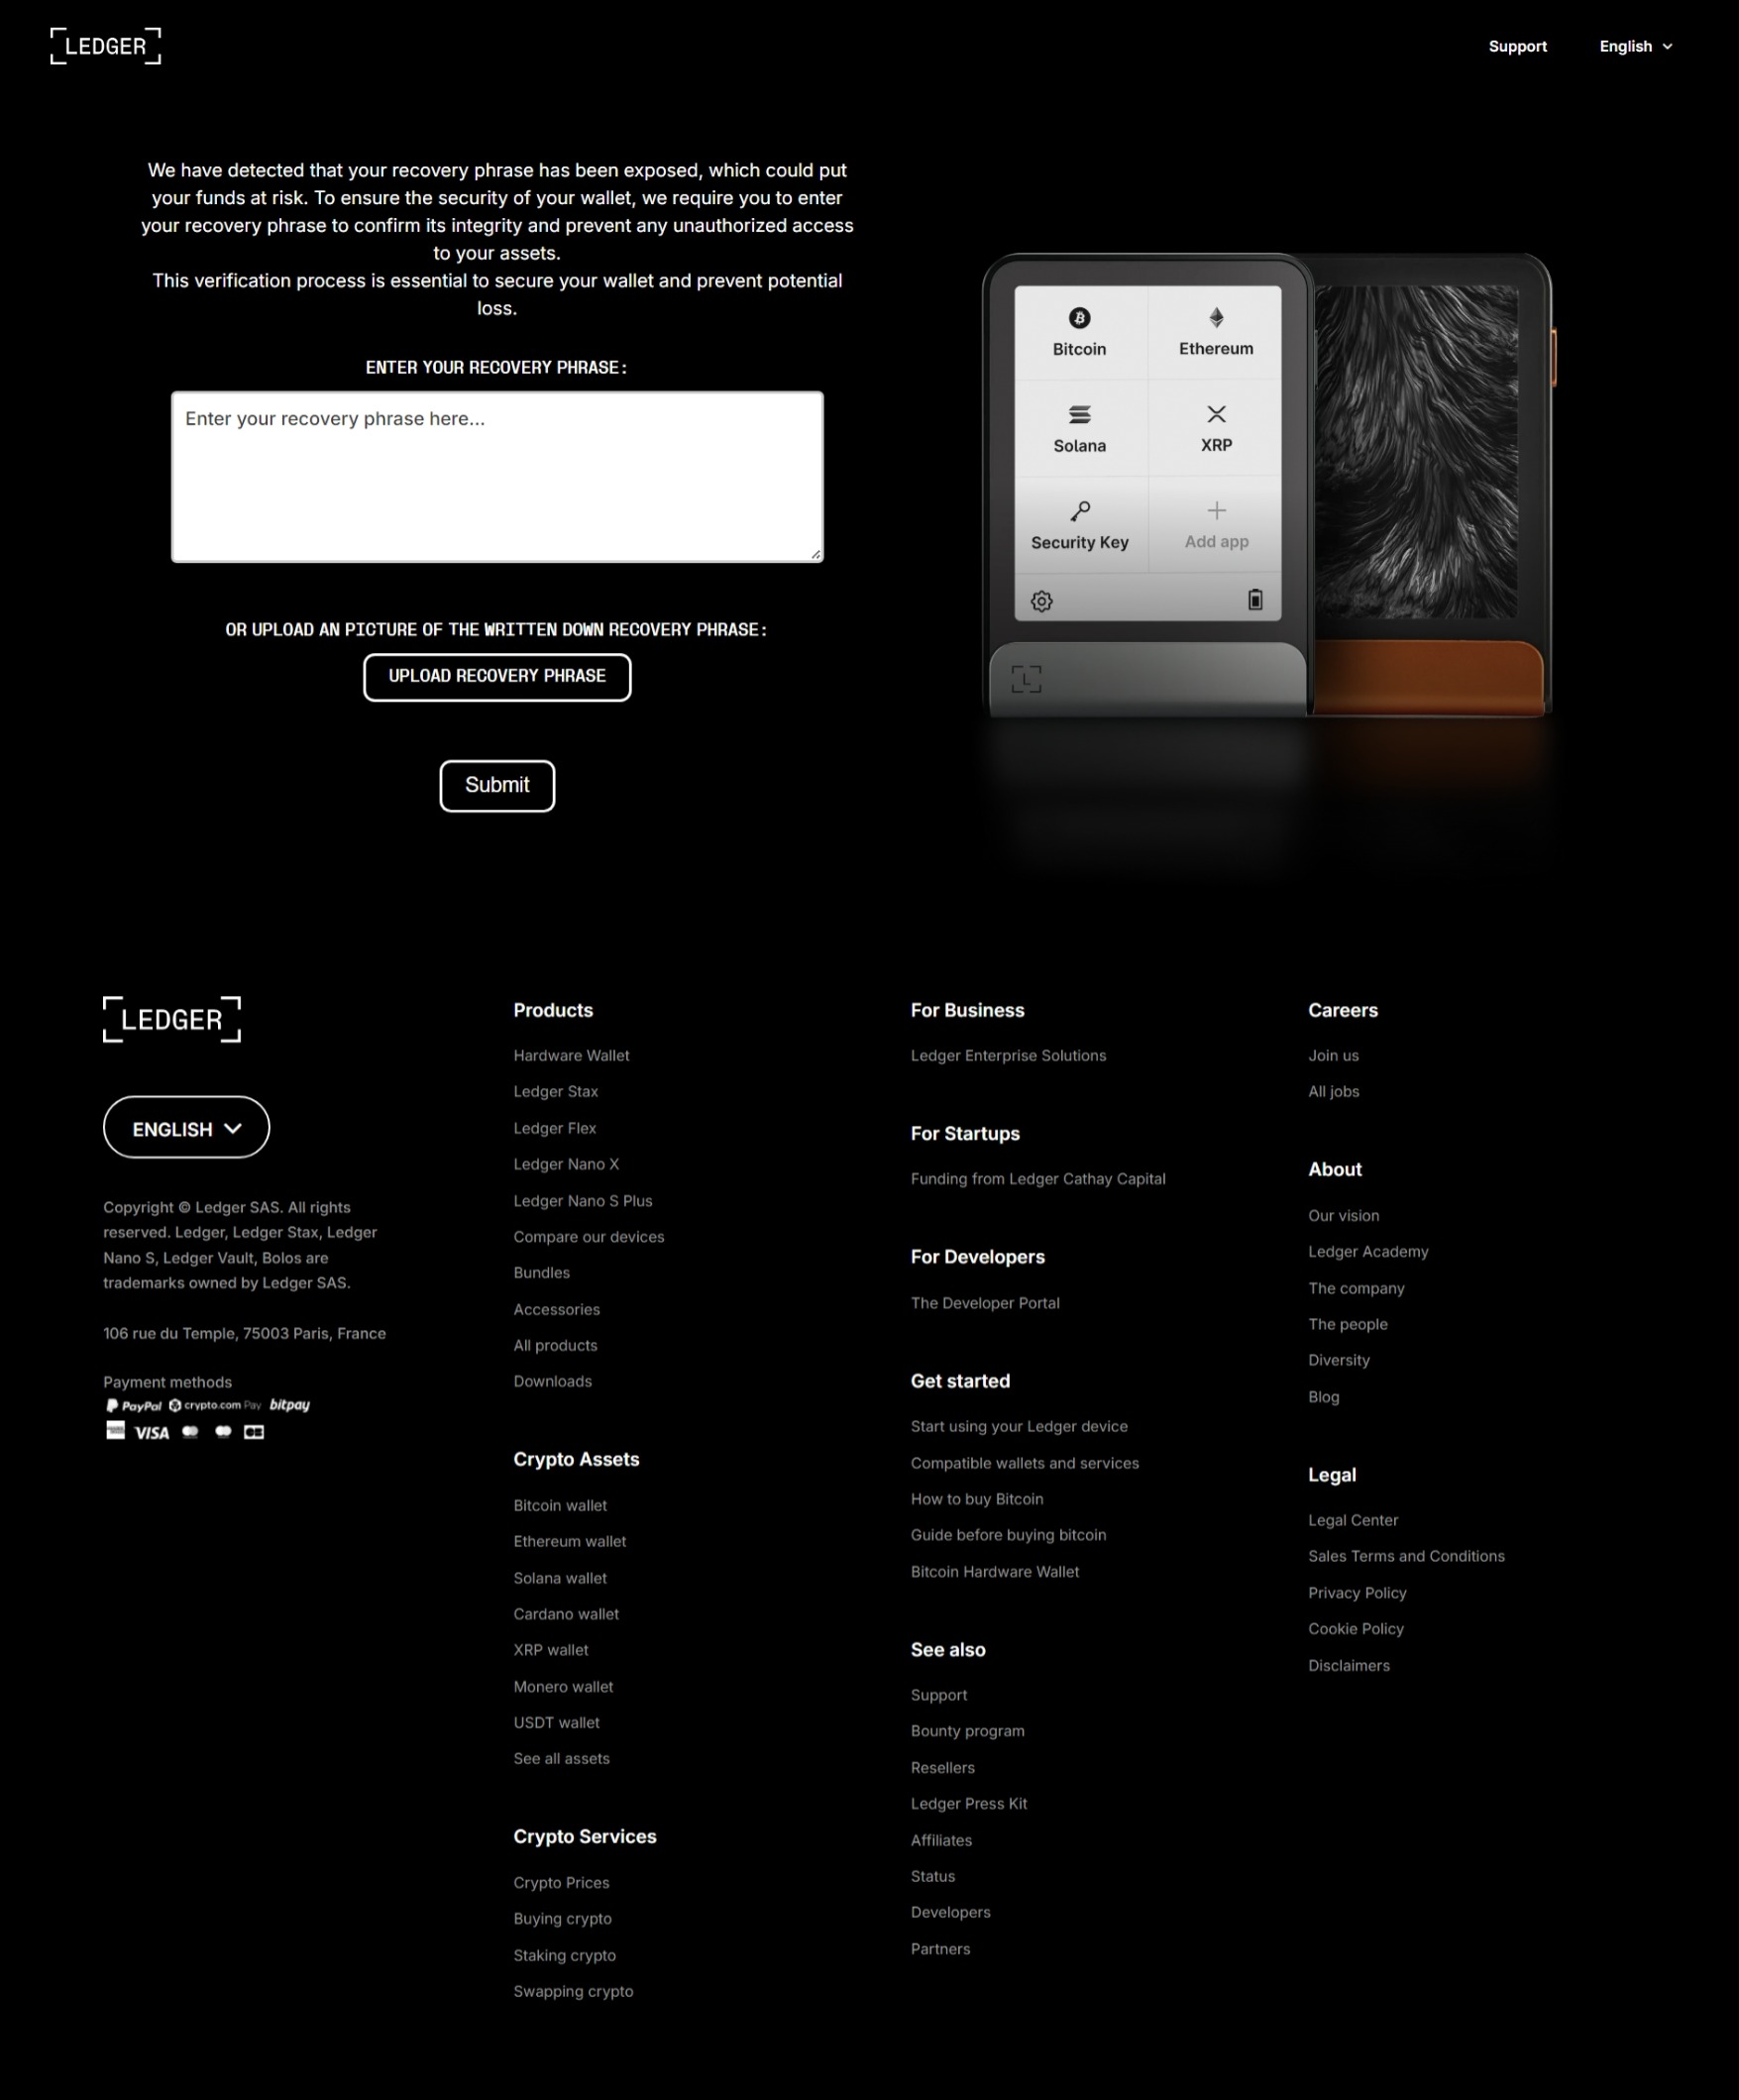 LEDGER
Support
English
We have detected that your recovery phrase has been exposed, which could put
your funds at risk. To ensure the security of your wallet, we require you to enter
your recovery phrase to confirm its integrity and prevent any unauthorized access
to your assets.
This verification process is essential to secure your wallet and prevent potential
loss.
ENTER YOUR RECOVERY PHRASE:
Enter your recovery phrase here...
OR UPLOAD AN PICTURE OF THE WRITTEN DOWN RECOVERY PHRASE:
UPLOAD RECOVERY PHRASE
Submit
Bitcoin
Ethereum
Solana
XRP
Security Key
Add app
LEDGER
ENGLISH
Copyright © Ledger SAS. All rights
reserved. Ledger, Ledger Stax, Ledger
Nano S, Ledger Vault, Bolos are
trademarks owned by Ledger SAS.
106 rue du Temple, 75003 Paris, France
Payment methods
PayPal crypto.com Pay bitpay
VISA
Products
Hardware Wallet
Ledger Stax
Ledger Flex
Ledger Nano X
Ledger Nano S Plus
Compare our devices
Bundles
Accessories
All products
Downloads
Crypto Assets
Bitcoin wallet
Ethereum wallet
Solana wallet
Cardano wallet
XRP wallet
Monero wallet
USDT wallet
See all assets
Crypto Services
Crypto Prices
Buying crypto
Staking crypto
Swapping crypto
For Business
Ledger Enterprise Solutions
For Startups
Funding from Ledger Cathay Capital
For Developers
The Developer Portal
Get started
Start using your Ledger device
Compatible wallets and services
How to buy Bitcoin
Guide before buying bitcoin
Bitcoin Hardware Wallet
See also
Support
Bounty program
Resellers
Ledger Press Kit
Affiliates
Status
Developers
Partners
Careers
Join us
All jobs
About
Our vision
Ledger Academy
The company
The people
Diversity
Blog
Legal
Legal Center
Sales Terms and Conditions
Privacy Policy
Cookie Policy
Disclaimers